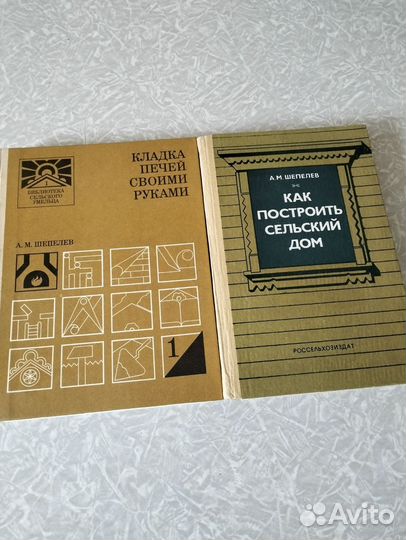 БИБЛИОТЕКА
СЕЛЬСКОГО
УМЕЛЬЦА
КЛАДКА
ПЕЧЕЙ
СВОИМИ
РУКАМИ
А. М. ШЕПЕЛЕВ
1
А.М. ШЕПЕЛЕВ
КАК
ПОСТРОИТЬ
СЕЛЬСКИЙ
ДОМ
РОССЕЛЬХОЗИЗДАТ
Avito